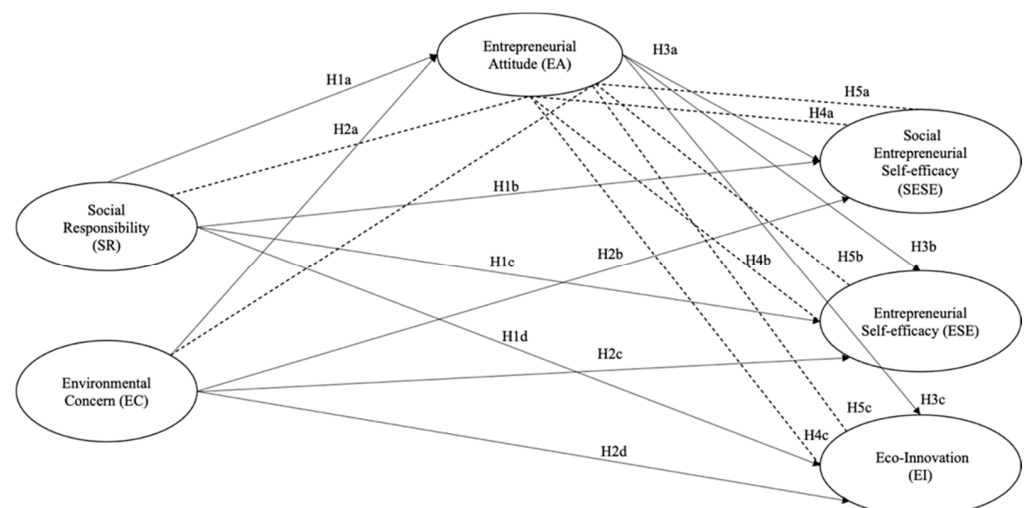 Entrepreneurial
Attitude (EA)
H3a
H1a
H5a
H2a
H4a
Social
Entrepreneurial
Self-efficacy
(SESE)
H1b
Social
Responsibility
(SR)
H2b
H3b
H1c
H4b
H5b
Entrepreneurial
Self-efficacy (ESE)
H1d
H2c
Environmental
Concern (EC)
H3c
H5c
H4c
H2d
Eco-Innovation
(EI)